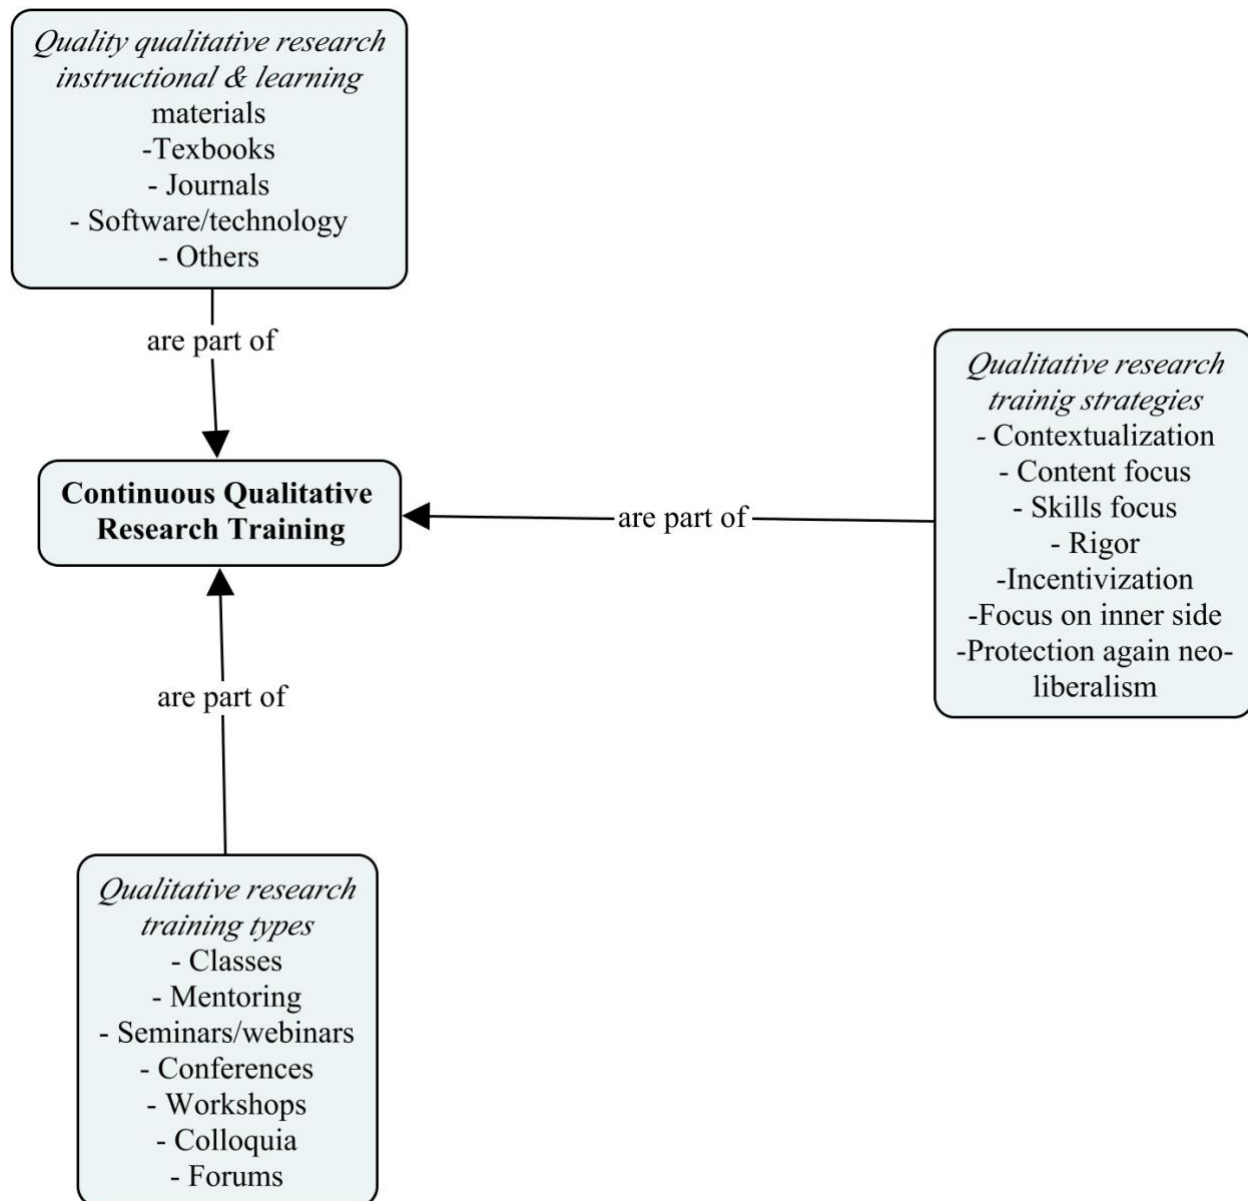 Quality qualitative research
instructional & learning
materials
-Texbooks
- Journals
- Software/technology
- Others
are part of
Continuous Qualitative
Research Training
are part of
Qualitative research
trainig strategies
- Contextualization
- Content focus
- Skills focus
- Rigor
-Incentivization
-Focus on inner side
-Protection again neo-
liberalism
are part of
Qualitative research
training types
- Classes
- Mentoring
- Seminars/webinars
- Conferences
- Workshops
- Colloquia
- Forums